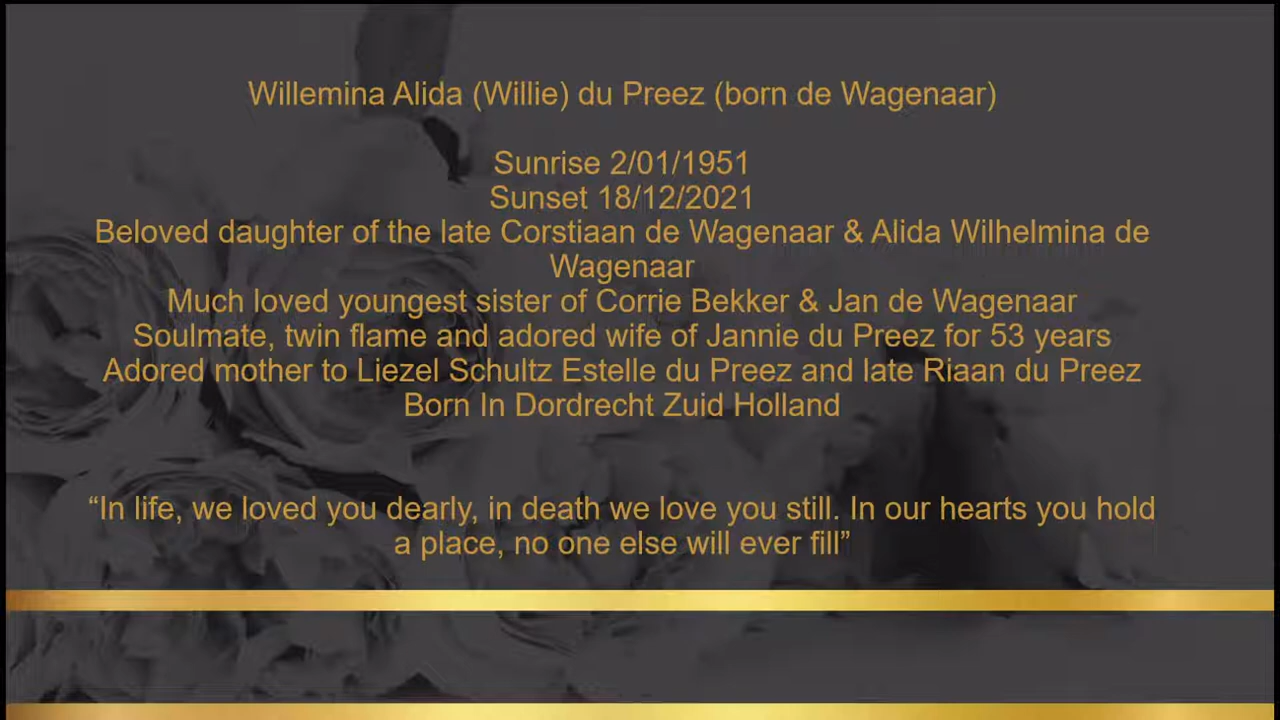 Willemina Alida (Willie) du Preez (born de Wagenaar)
Sunrise 2/01/1951
Sunset 18/12/2021
Beloved daughter of the late Corstiaan de Wagenaar & Alida Wilhelmina de
Wagenaar
Much loved youngest sister of Corrie Bekker & Jan de Wagenaar
Soulmate, twin flame and adored wife of Jannie du Preez for 53 years
Adored mother to Liezel Schultz Estelle du Preez and late Riaan du Preez
Born In Dordrecht Zuid Holland
“In life, we loved you dearly, in death we love you still. In our hearts you hold
a place, no one else will ever fill”